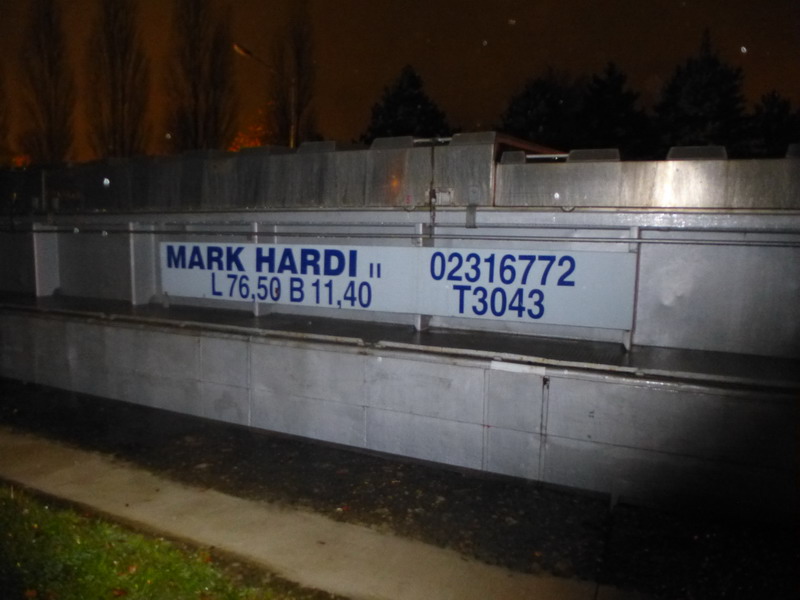 MARK HARDI II
L 76,50 B 11,40
02316772
T3043